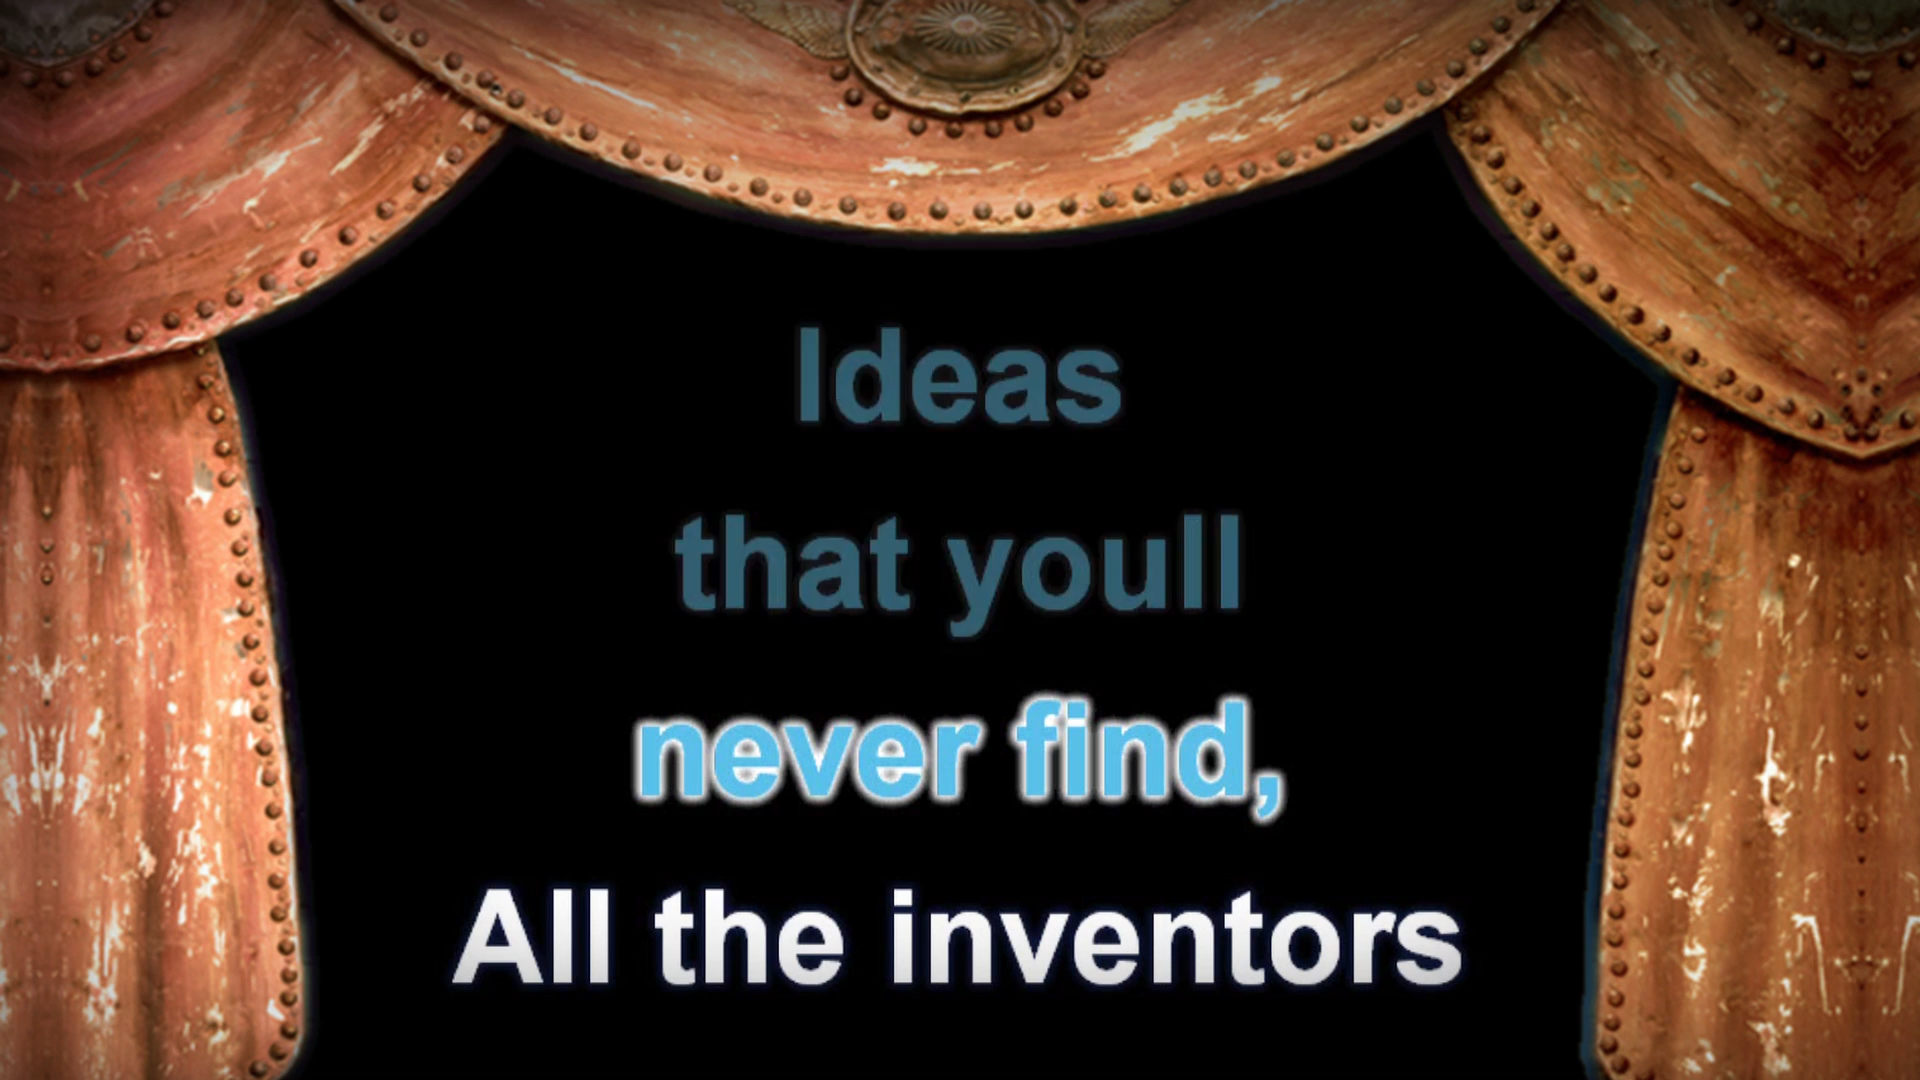 Ideas
that youll
never find,
All the inventors